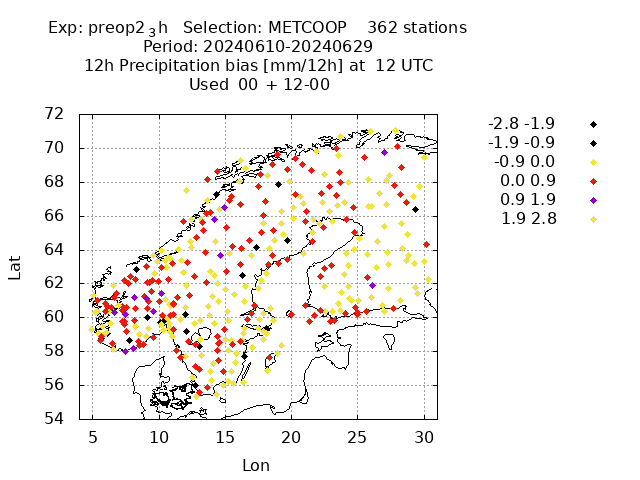 Exp: preop2_3h   Selection: METCOOP    362 stations
Period: 20240610-20240629
12h Precipitation bias [mm/12h] at  12 UTC
Used  00 + 12-00
72
70
68
66
64
62
60
58
56
54
5 10 15 20 25 30
Lat
Lon
-2.8 -1.9
-1.9 -0.9
-0.9 0.0
0.0 0.9
0.9 1.9
1.9 2.8